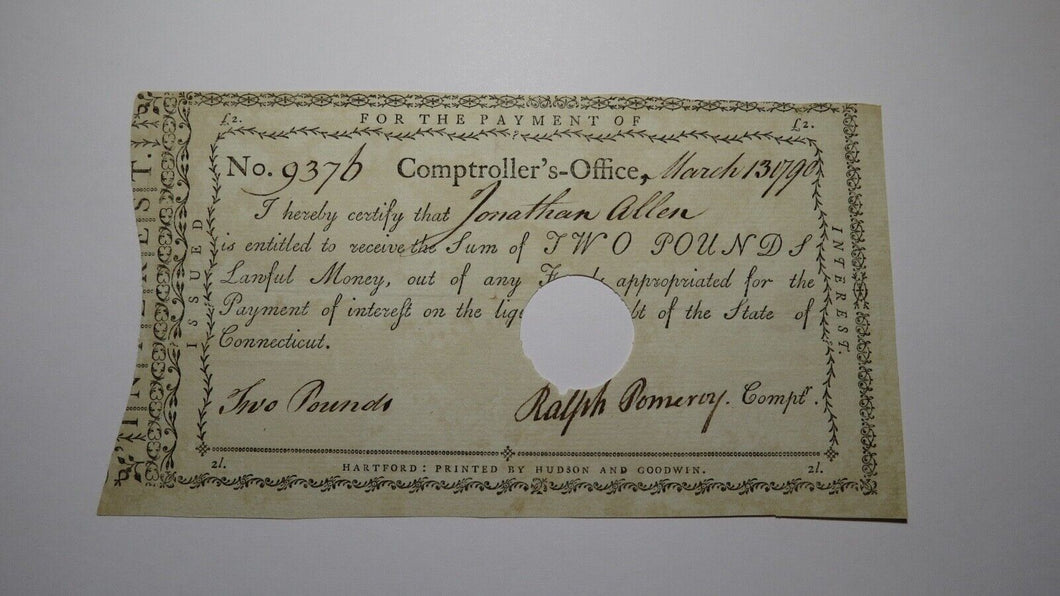 £2. FOR THE PAYMENT OF £2.
No. 9376 Comptroller's-Office, March 13 1790
I hereby certify that Jonathan Allen
is entitled to receive the Sum of TWO POUNDS
Lawful Money, out of any appropriated for the
Payment of intereſt on the of the State of
Connecticut.
Two Pounds Ralph Pomeroy. Comptr.
2l. HARTFORD: PRINTED BY HUDSON AND GOODWIN. 2l.
ISSUED
INTEREST.